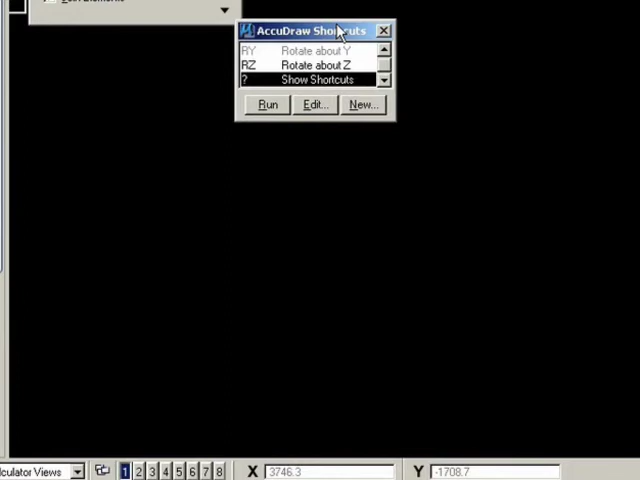 AccuDraw Shortcuts
RY Rotate about Y
RZ Rotate about Z
? Show Shortcuts
Run Edit... New...
lculator Views 1 2 3 4 5 6 7 8 X 3746.3 Y -1708.7